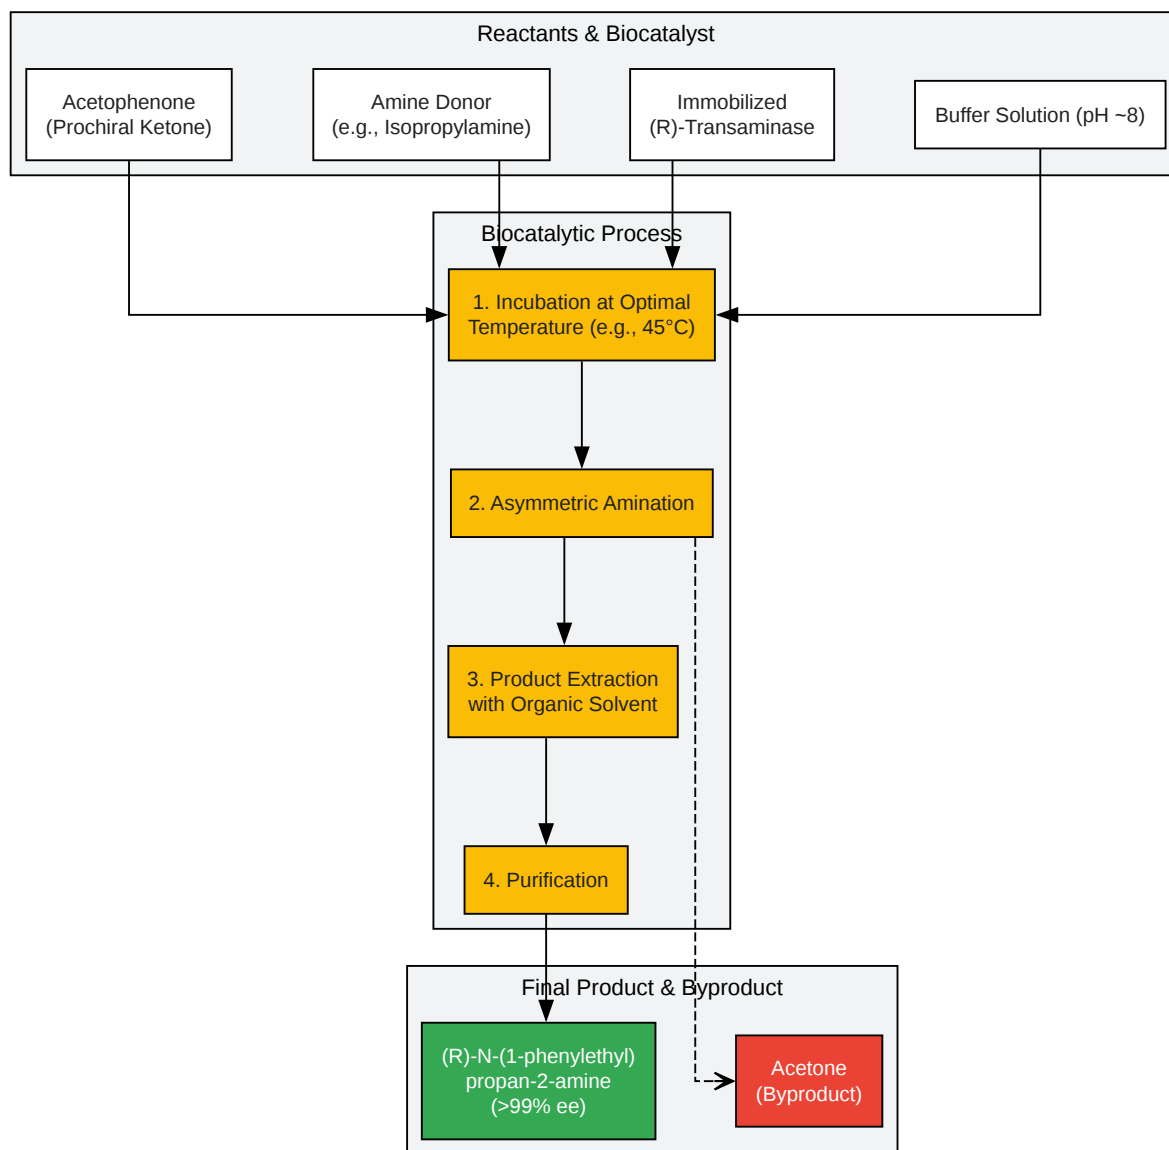 Reactants & Biocatalyst
Acetophenone
(Prochiral Ketone)
Amine Donor
(e.g., Isopropylamine)
Immobilized
(R)-Transaminase
Buffer Solution (pH ~8)
Biocatalytic Process
1. Incubation at Optimal
Temperature (e.g., 45°C)
2. Asymmetric Amination
3. Product Extraction
with Organic Solvent
4. Purification
Final Product & Byproduct
(R)-N-(1-phenylethyl)
propan-2-amine
(>99% ee)
Acetone
(Byproduct)